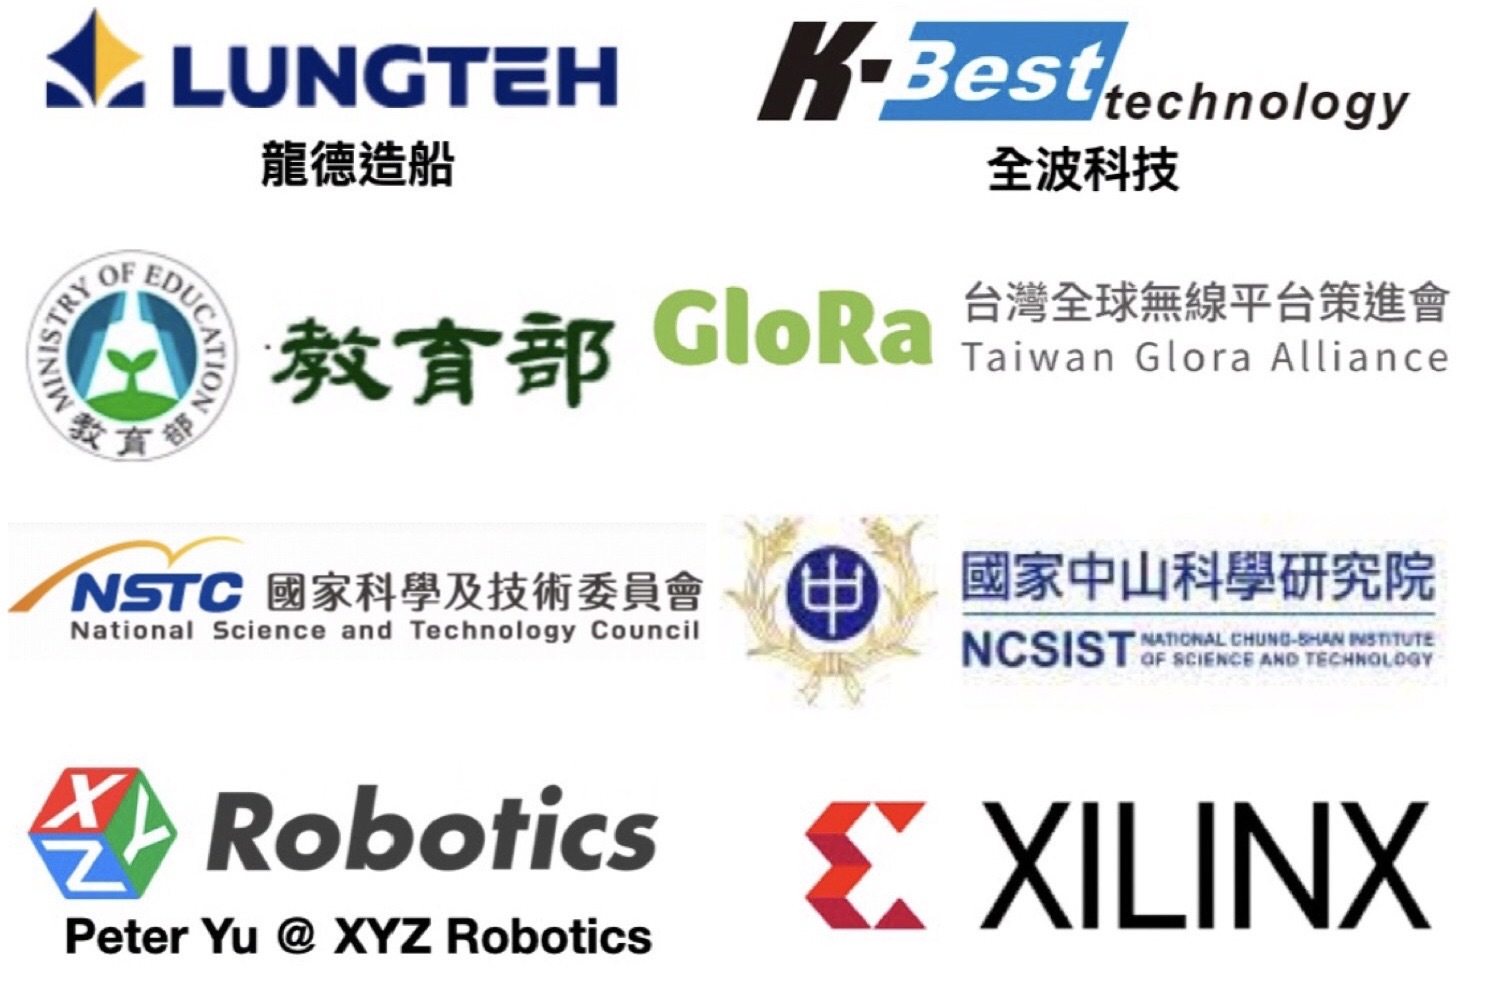 LUNGTEH
龍德造船
K-Best technology
全波科技
MINISTRY OF EDUCATION
教育部
教育部
GloRa
台灣全球無線平台策進會
Taiwan Glora Alliance
NSTC 國家科學及技術委員會
National Science and Technology Council
中
國家中山科學研究院
NCSIST NATIONAL CHUNG-SHAN INSTITUTE
OF SCIENCE AND TECHNOLOGY
XYZ Robotics
Peter Yu @ XYZ Robotics
XILINX